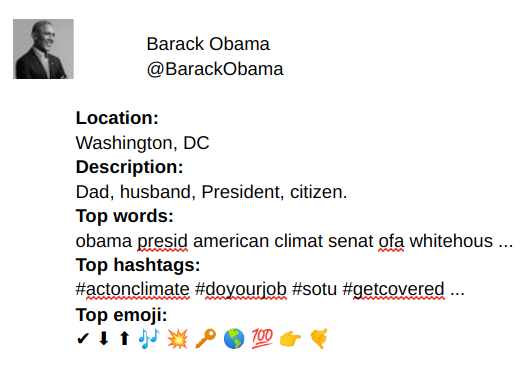 Barack Obama
@BarackObama
Location:
Washington, DC
Description:
Dad, husband, President, citizen.
Top words:
obama presid american climat senat ofa whitehous ...
Top hashtags:
#actonclimate #doyourjob #sotu #getcovered ...
Top emoji:
✔ ⬇ ⬆ 🎶 💥 🔑 🌎 💯 👉 🤙